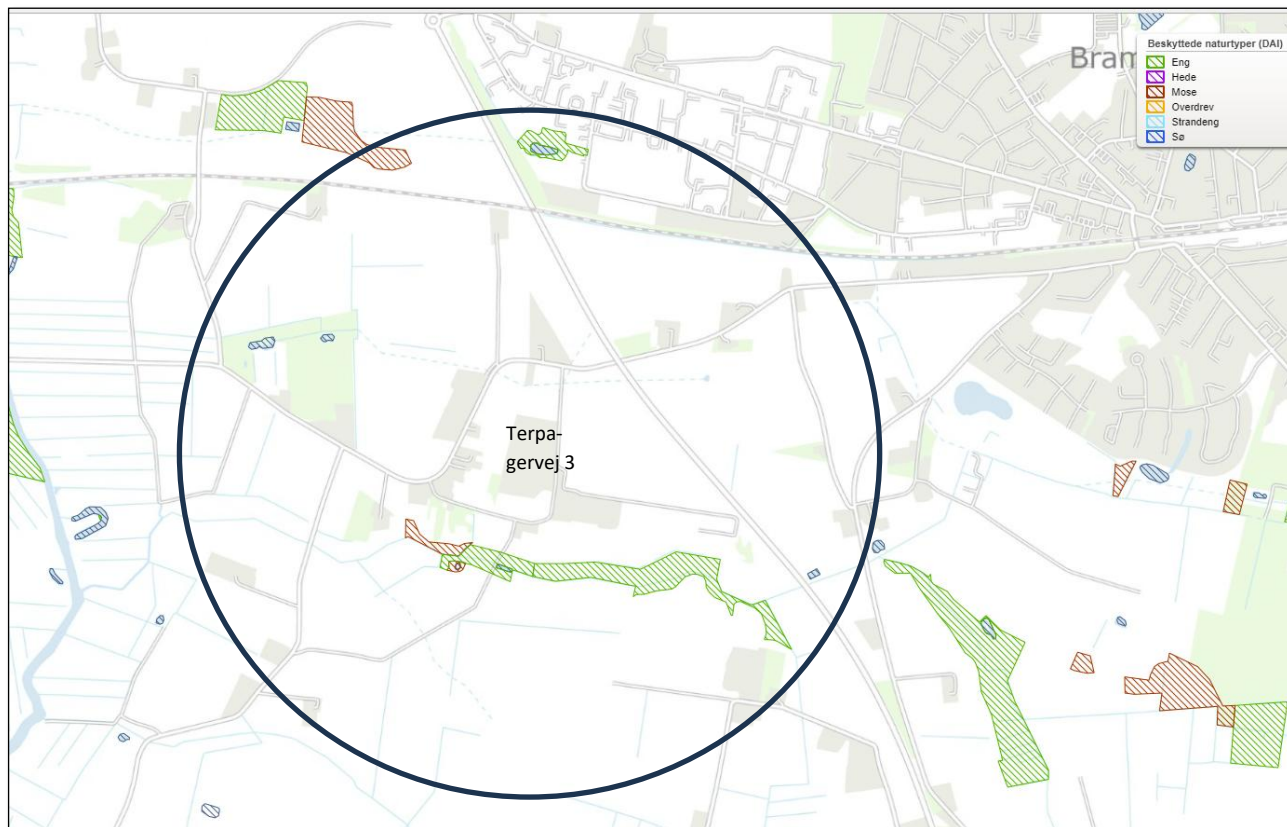 Bram
Beskyttede naturtyper (DAI)
Eng
Hede
Mose
Overdrev
Strandeng
Sø
Terpa-
gervej 3